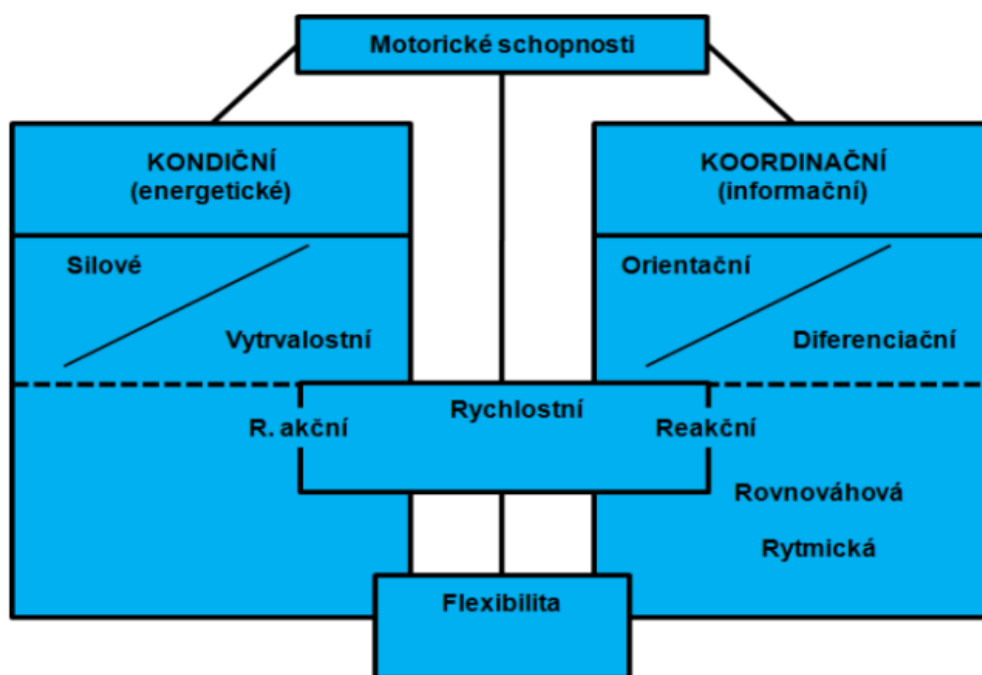 Motorické schopnosti
KONDIČNÍ
(energetické)
KOORDINAČNÍ
(informační)
Silové
Vytrvalostní
Orientační
Diferenciační
Rychlostní
R. akční
Reakční
Rovnováhová
Rytmická
Flexibilita